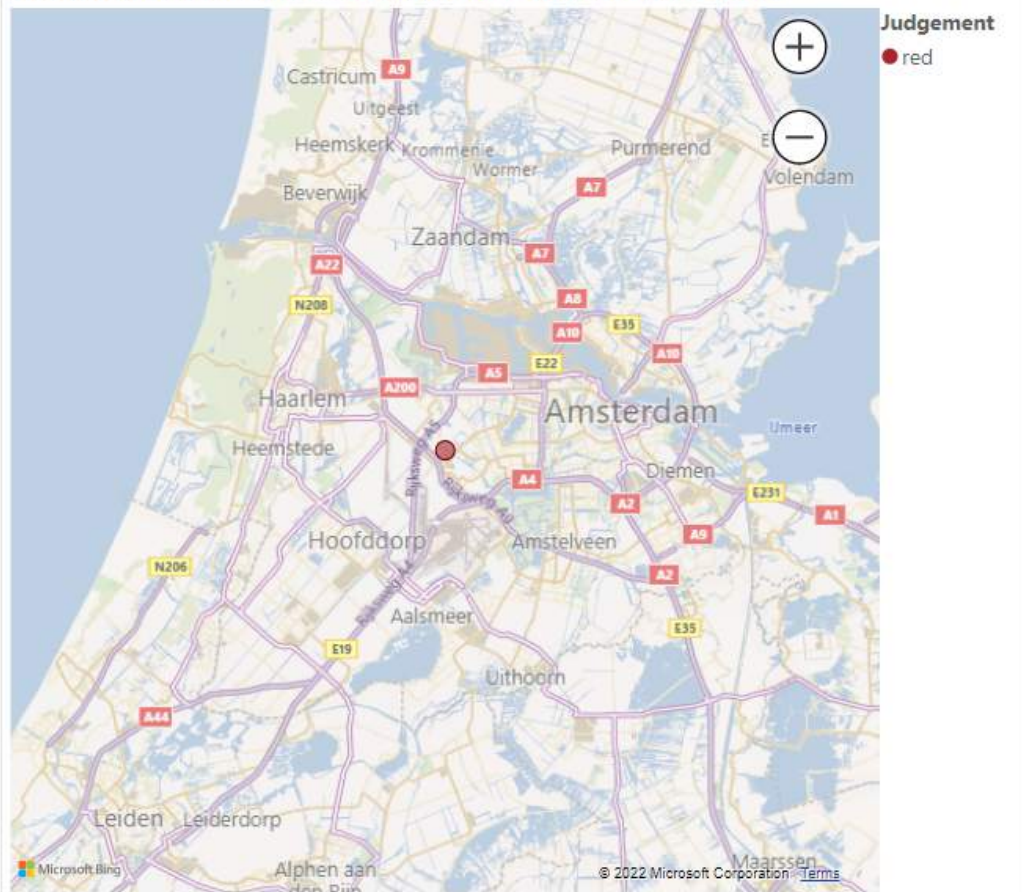 Judgement
red
Castricum
A9
Uitgeest
Heemskerk
Krommenie
Purmerend
E
Wormer
Volendam
Beverwijk
A7
Zaandam
A7
A22
A8
N208
E35
A10
A10
E22
A5
A200
Haarlem
Amsterdam
IJmeer
Rijksweg A5
Heemstede
Diemen
A4
Rijksweg A9
E231
A2
A1
A9
Hoofddorp
Amstelveen
N206
A2
Rijksweg A4
Aalsmeer
E35
E19
Uithoorn
A44
Leiden
Leiderdorp
Maarssen
Alphen aan
den Rijn
Microsoft Bing
© 2022 Microsoft Corporation Terms